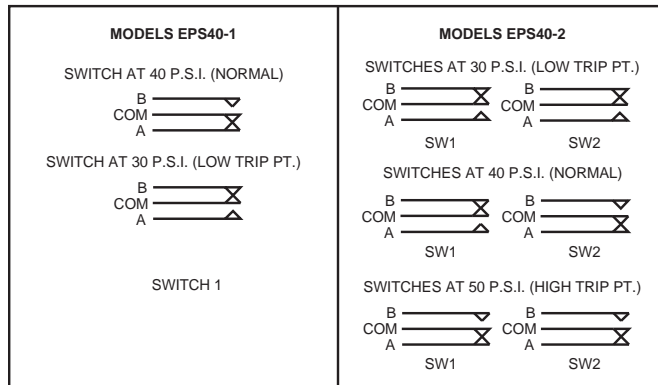 MODELS EPS40-1
SWITCH AT 40 P.S.I. (NORMAL)
B
COM
A
SWITCH AT 30 P.S.I. (LOW TRIP PT.)
B
COM
A
SWITCH 1
MODELS EPS40-2
SWITCHES AT 30 P.S.I. (LOW TRIP PT.)
B B
COM COM
A A
SW1 SW2
SWITCHES AT 40 P.S.I. (NORMAL)
B B
COM COM
A A
SW1 SW2
SWITCHES AT 50 P.S.I. (HIGH TRIP PT.)
B B
COM COM
A A
SW1 SW2